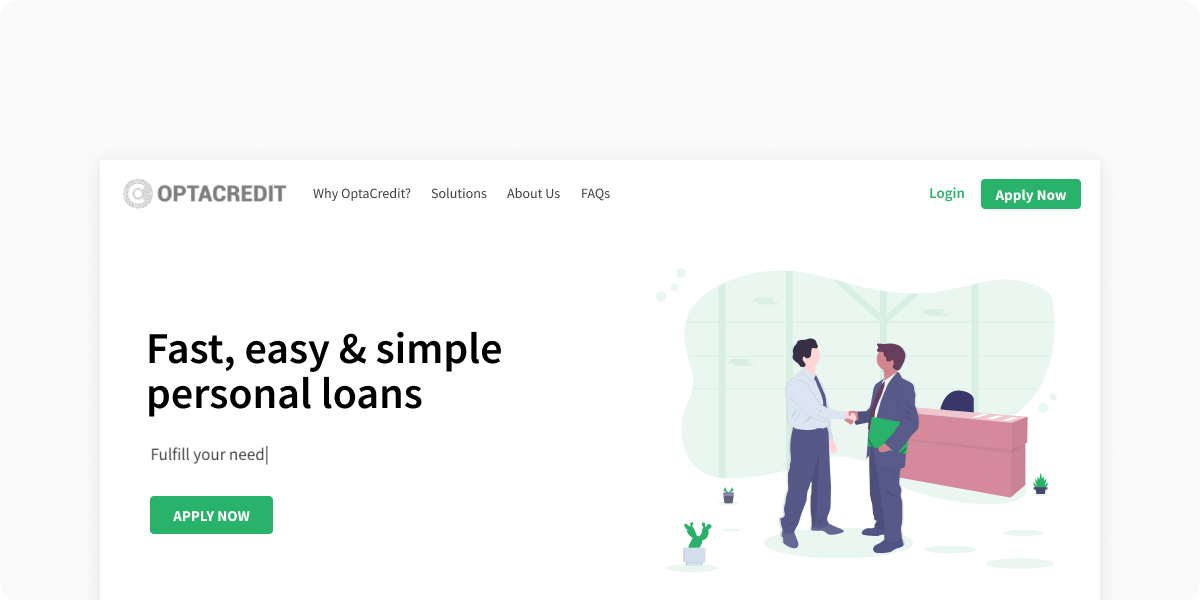 OPTACREDIT
Why OptaCredit? Solutions About Us FAQs
Login
Apply Now
Fast, easy & simple
personal loans
Fulfill your need|
APPLY NOW